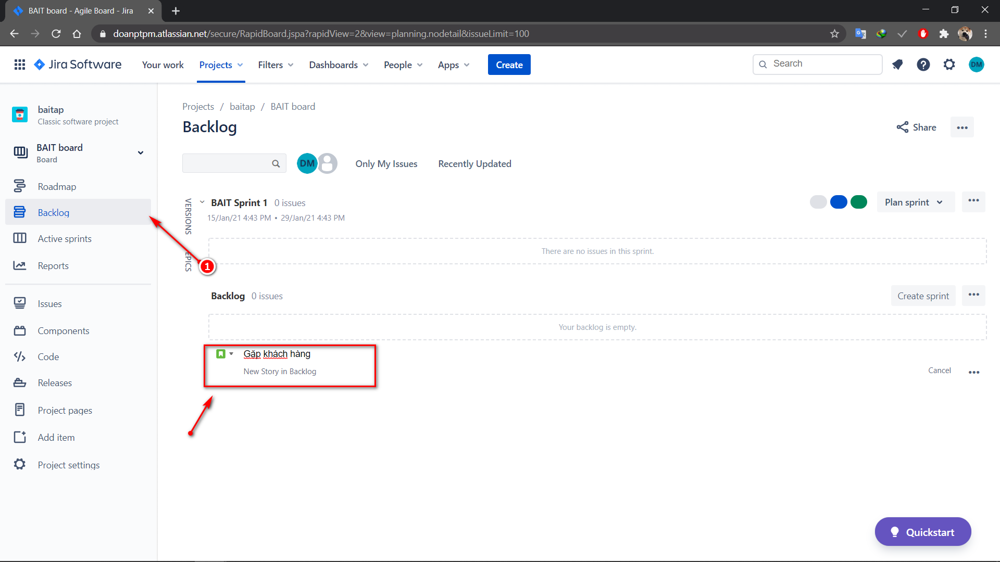 BAIT board - Agile Board - Jira
doanptpm.atlassian.net/secure/RapidBoard.jspa?rapidView=2&view=planning.nodetail&issueLimit=100
Jira Software
Your work
Projects
Filters
Dashboards
People
Apps
Create
Search
DM
baitap
Classic software project
BAIT board
Board
Roadmap
Backlog
Active sprints
Reports
Issues
Components
Code
Releases
Project pages
Add item
Project settings
Projects / baitap / BAIT board
Backlog
Share
DM
Only My Issues
Recently Updated
VERSIONS
EPICS
1
BAIT Sprint 1 0 issues
15/Jan/21 4:43 PM • 29/Jan/21 4:43 PM
Plan sprint
There are no issues in this sprint.
Backlog 0 issues
Create sprint
Your backlog is empty.
Gặp khách hàng
New Story in Backlog
Cancel
Quickstart